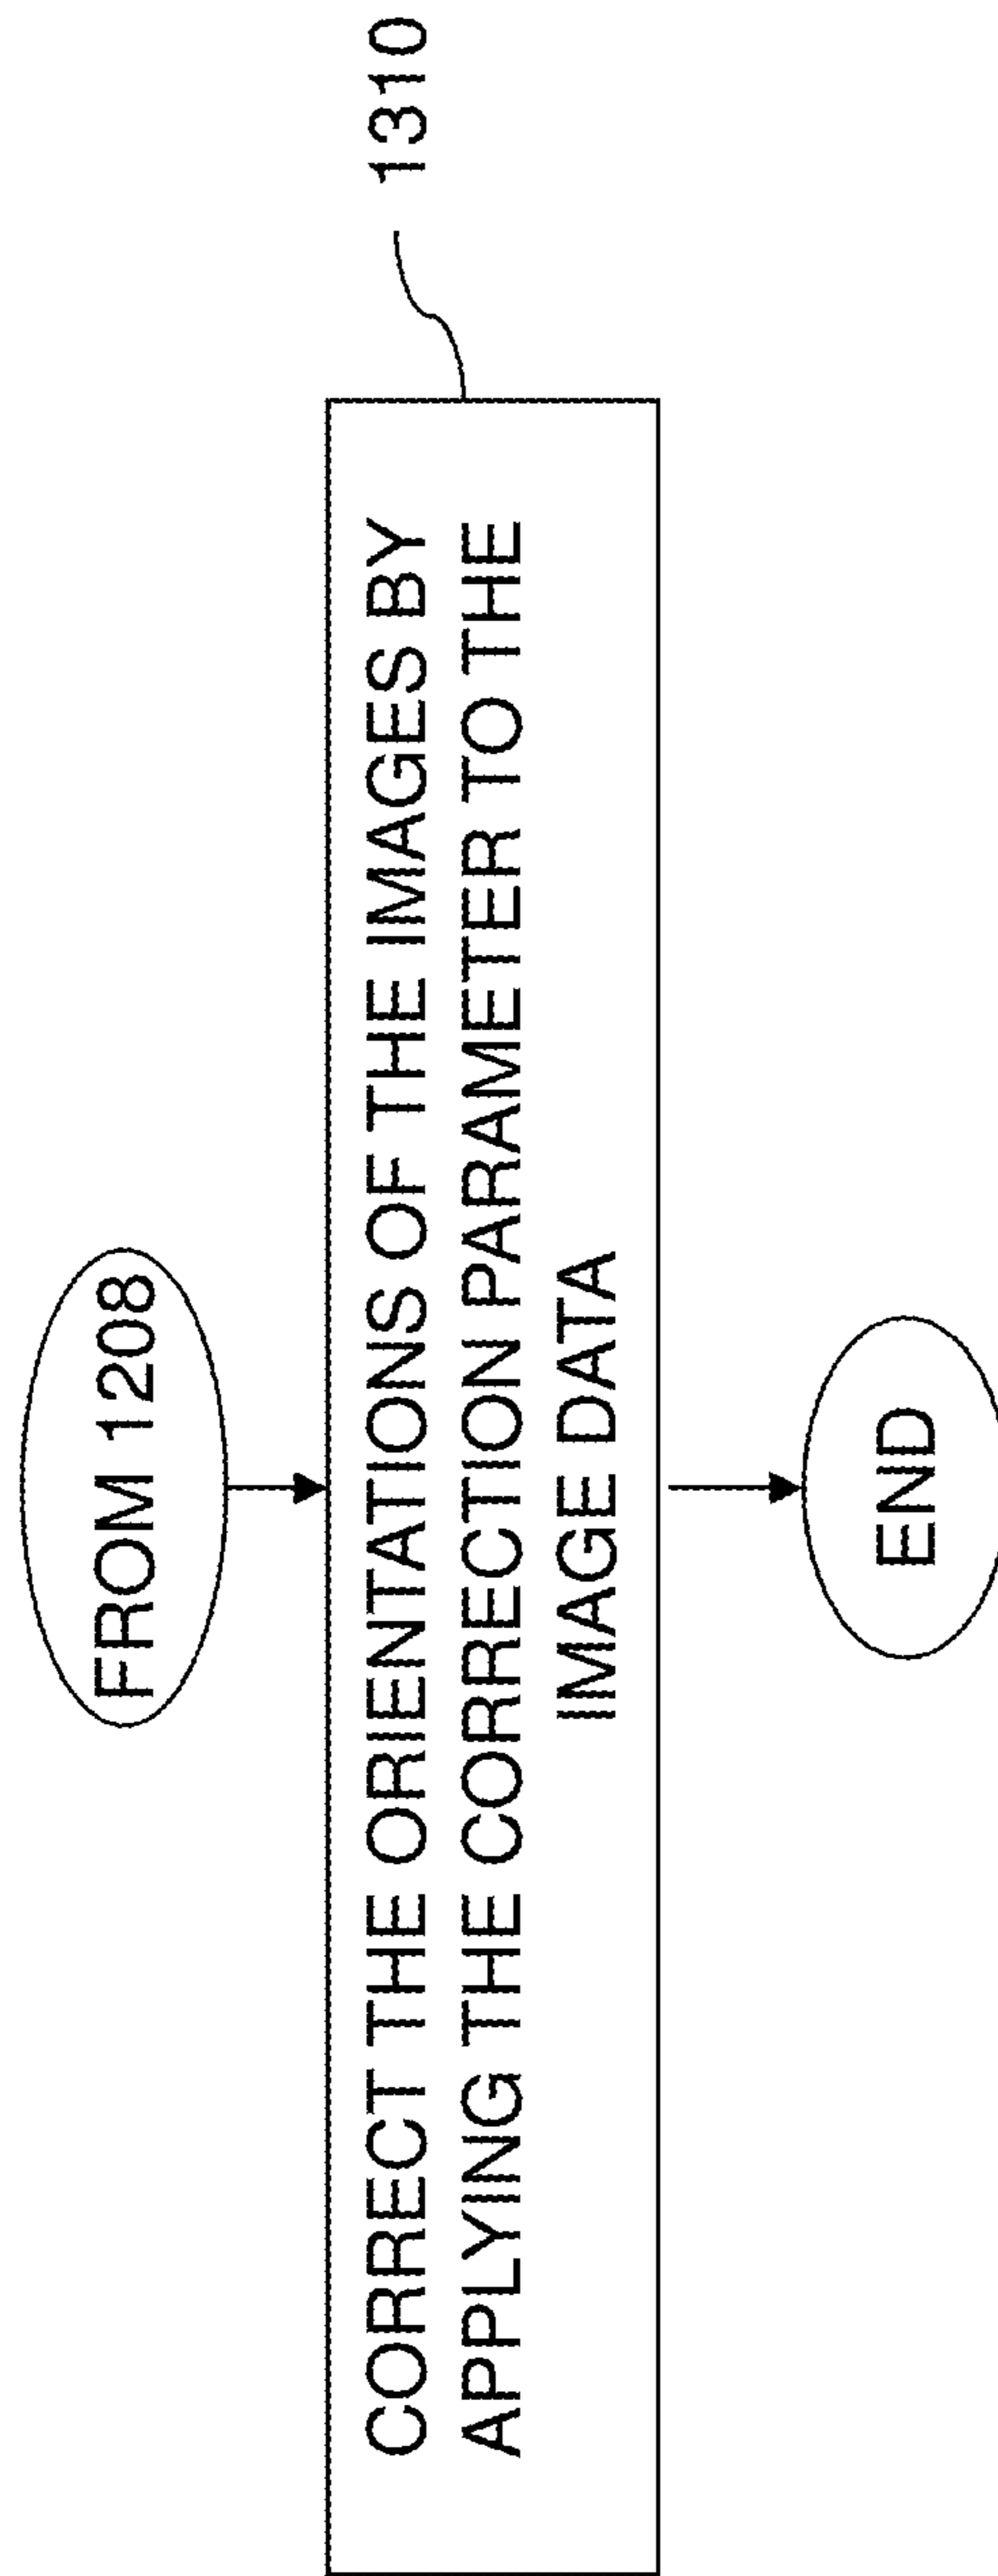 FROM 1208
CORRECT THE ORIENTATIONS OF THE IMAGES BY
APPLYING THE CORRECTION PARAMETER TO THE
IMAGE DATA
1310
END